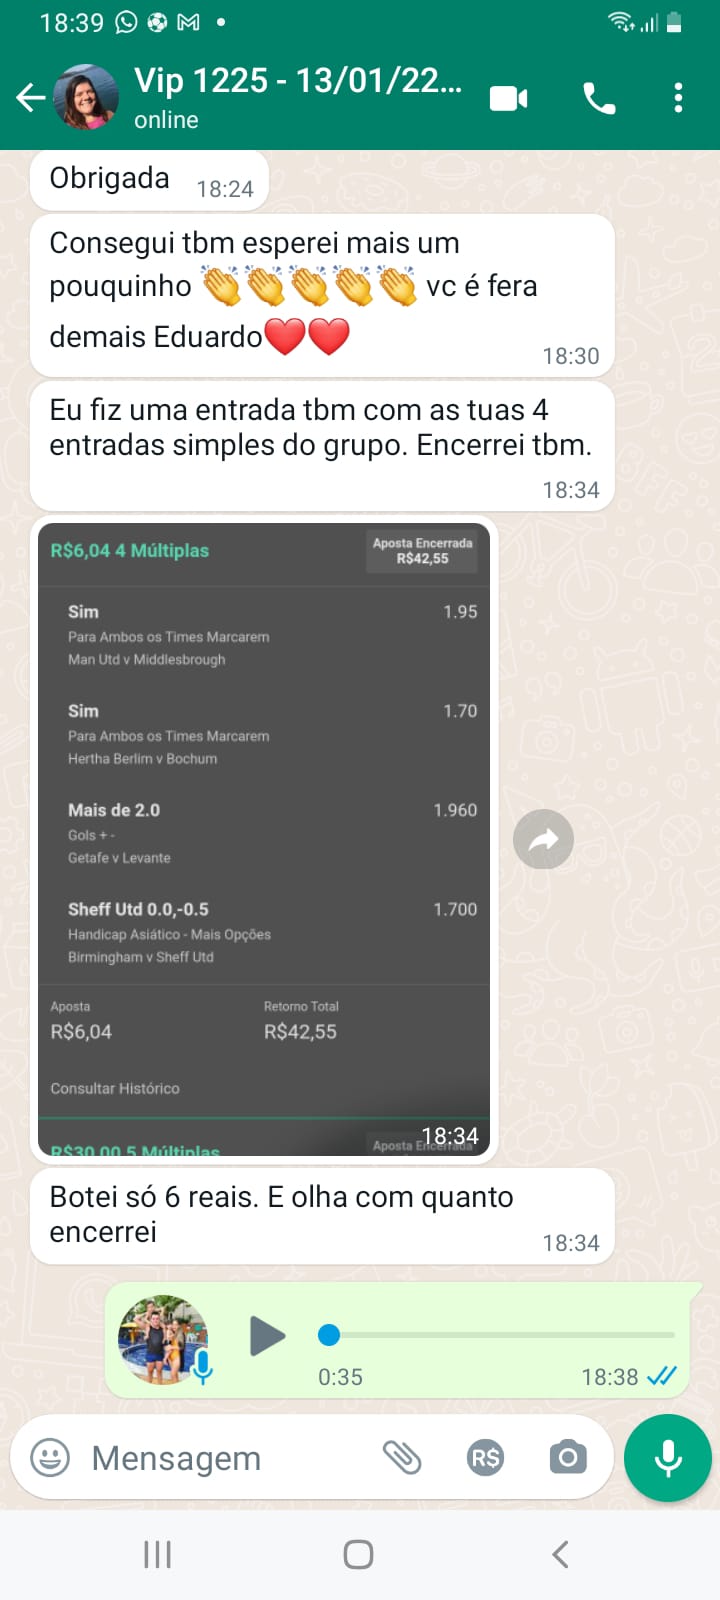 18:39
Vip 1225 - 13/01/22...
online
Obrigada
18:24
Consegui tbm esperei mais um
pouquinho 👏👏👏👏👏 vc é fera
demais Eduardo❤️❤️
18:30
Eu fiz uma entrada tbm com as tuas 4
entradas simples do grupo. Encerrei tbm.
18:34
R$6,04 4 Múltiplas
Aposta Encerrada
R$42,55
Sim 1.95
Para Ambos os Times Marcarem
Man Utd v Middlesbrough
Sim 1.70
Para Ambos os Times Marcarem
Hertha Berlim v Bochum
Mais de 2.0 1.960
Gols + -
Getafe v Levante
Sheff Utd 0.0,-0.5 1.700
Handicap Asiático - Mais Opções
Birmingham v Sheff Utd
Aposta Retorno Total
R$6,04 R$42,55
Consultar Histórico
R$30,00 5 Múltiplas
Aposta Encerrada
18:34
Botei só 6 reais. E olha com quanto
encerrei
18:34
0:35 18:38
Mensagem
R$